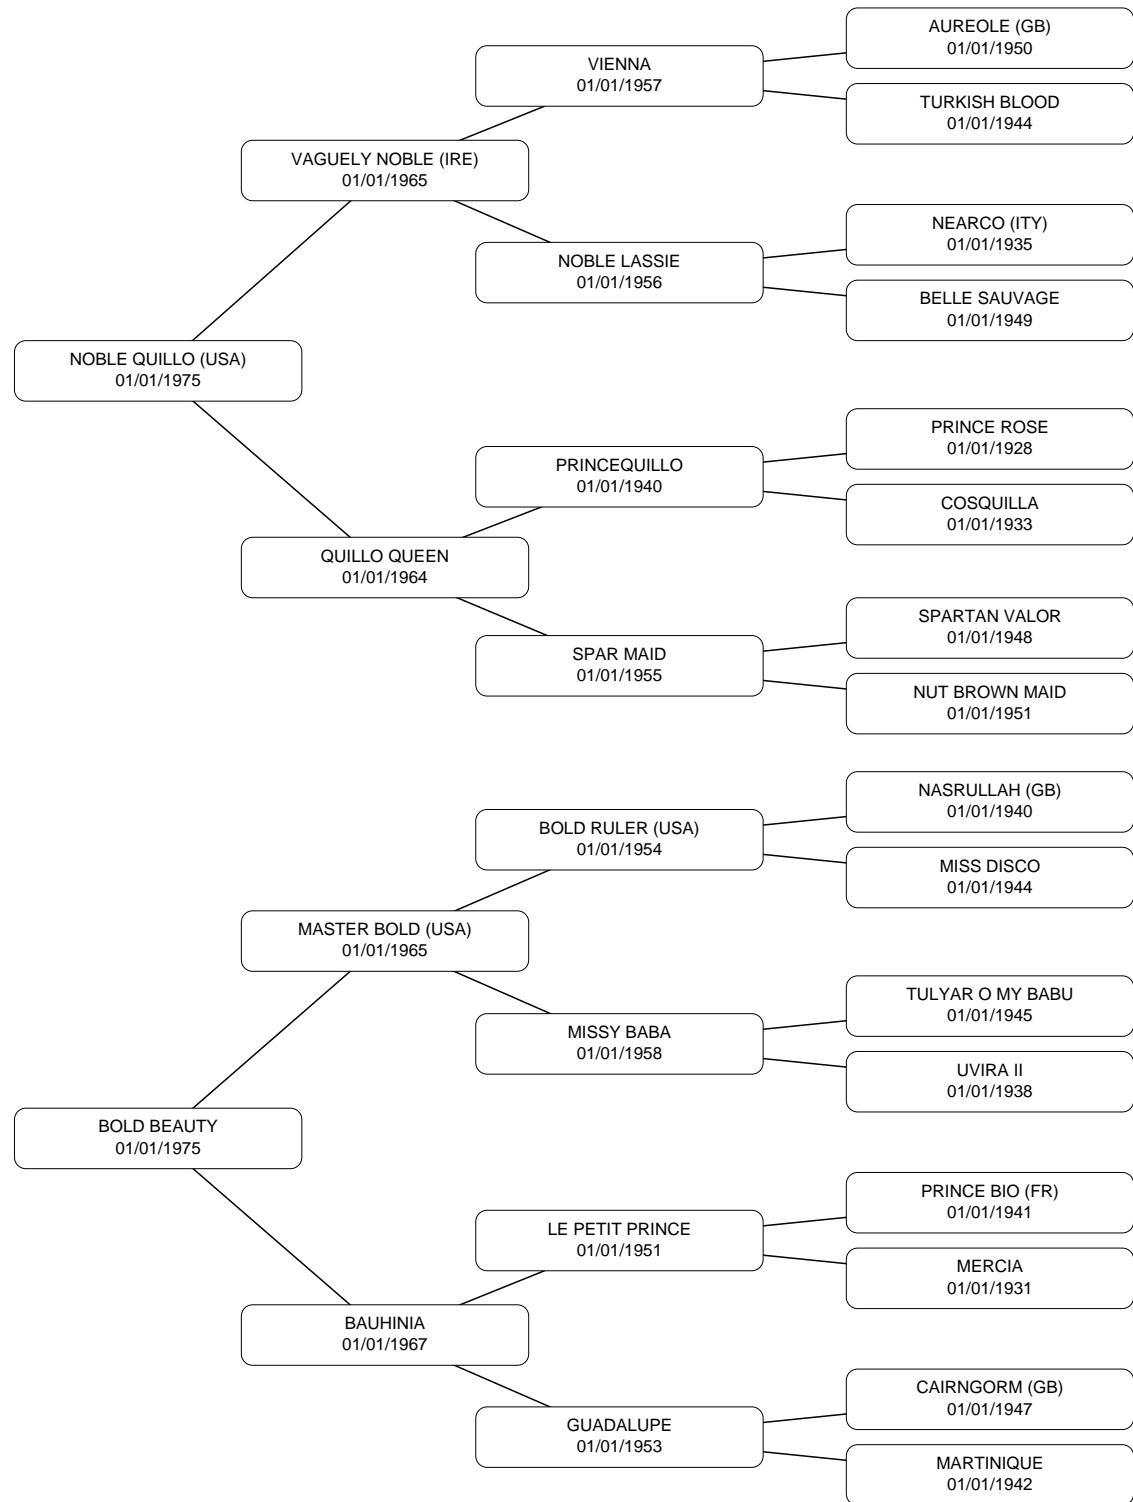 AUREOLE (GB)
01/01/1950
VIENNA
01/01/1957
TURKISH BLOOD
01/01/1944
VAGUELY NOBLE (IRE)
01/01/1965
NEARCO (ITY)
01/01/1935
NOBLE LASSIE
01/01/1956
BELLE SAUVAGE
01/01/1949
NOBLE QUILLO (USA)
01/01/1975
PRINCE ROSE
01/01/1928
PRINCEQUILLO
01/01/1940
COSQUILLA
01/01/1933
QUILLO QUEEN
01/01/1964
SPARTAN VALOR
01/01/1948
SPAR MAID
01/01/1955
NUT BROWN MAID
01/01/1951
NASRULLAH (GB)
01/01/1940
BOLD RULER (USA)
01/01/1954
MISS DISCO
01/01/1944
MASTER BOLD (USA)
01/01/1965
TULYAR O MY BABU
01/01/1945
MISSY BABA
01/01/1958
UVIRA II
01/01/1938
BOLD BEAUTY
01/01/1975
PRINCE BIO (FR)
01/01/1941
LE PETIT PRINCE
01/01/1951
MERCIA
01/01/1931
BAUHINIA
01/01/1967
CAIRNGORM (GB)
01/01/1947
GUADALUPE
01/01/1953
MARTINIQUE
01/01/1942